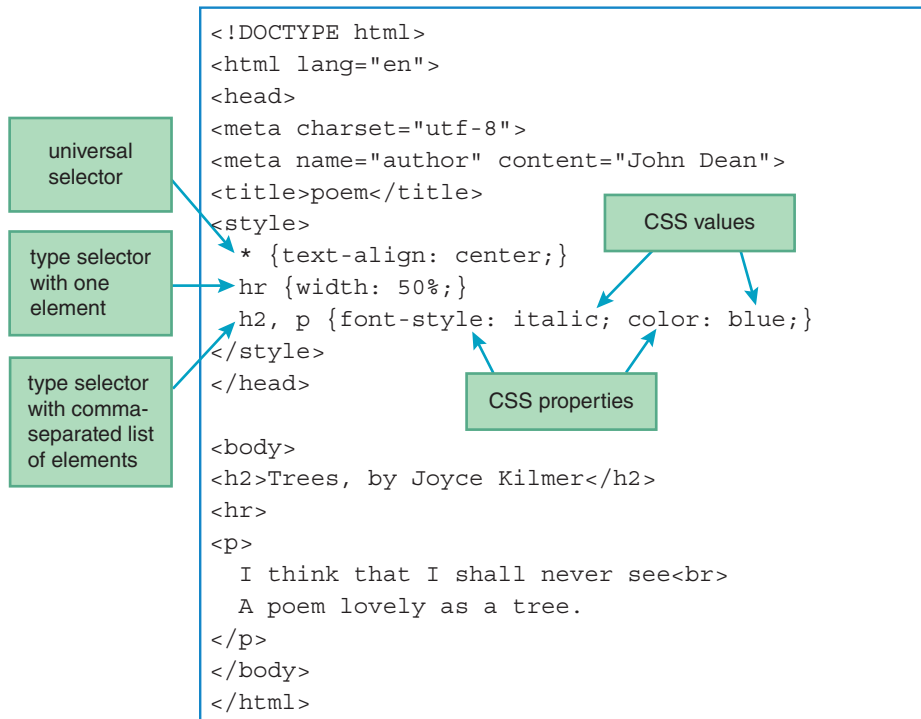 <!DOCTYPE html>
<html lang="en">
<head>
<meta charset="utf-8">
<meta name="author" content="John Dean">
<title>poem</title>
<style>
* {text-align: center;}
hr {width: 50%;}
h2, p {font-style: italic; color: blue;}
</style>
</head>
<body>
<h2>Trees, by Joyce Kilmer</h2>
<hr>
<p>
I think that I shall never see<br>
A poem lovely as a tree.
</p>
</body>
</html>
universal
selector
type selector
with one
element
type selector
with comma-
separated list
of elements
CSS values
CSS properties